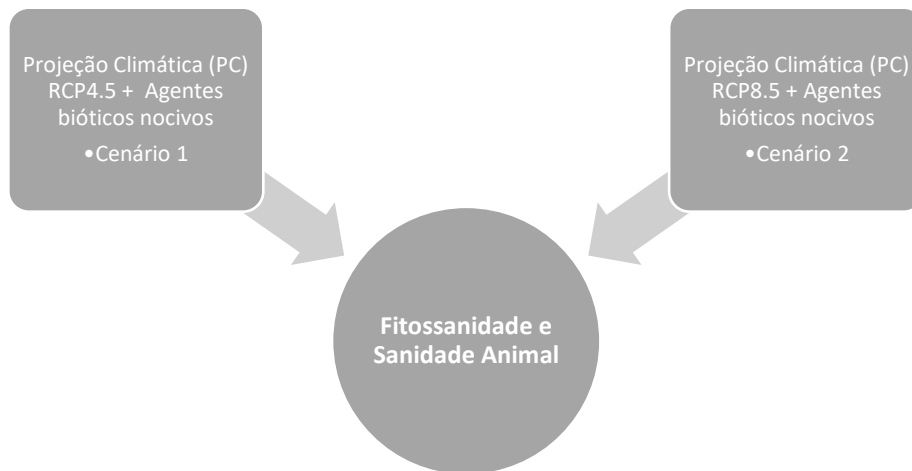 Projeção Climática (PC)
RCP4.5 + Agentes
bióticos nocivos
•Cenário 1
Projeção Climática (PC)
RCP8.5 + Agentes
bióticos nocivos
•Cenário 2
Fitossanidade e
Sanidade Animal